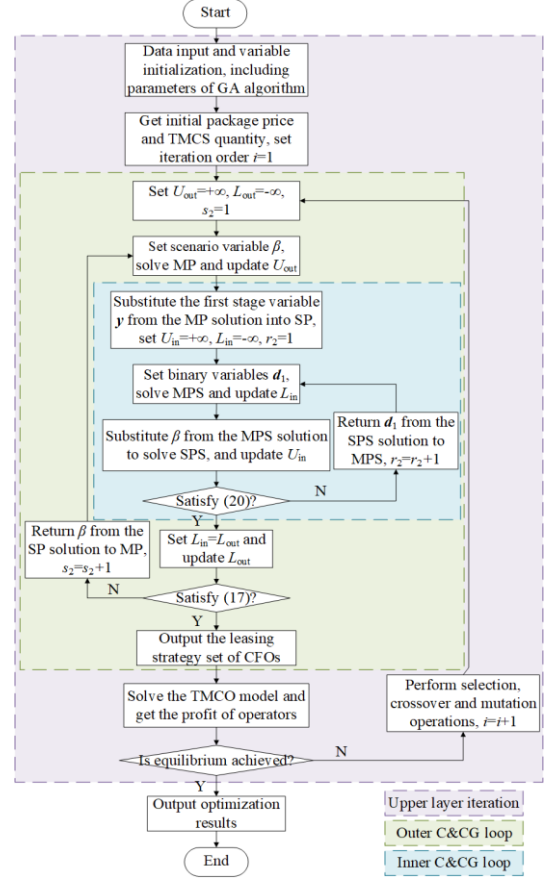 Start
Data input and variable
initialization, including
parameters of GA algorithm
Get initial package price
and TMCS quantity, set
iteration order i=1
Set Uout=+∞, Lout=-∞,
s2=1
Set scenario variable β,
solve MP and update Uout
Substitute the first stage variable
y from the MP solution into SP,
set Uin=+∞, Lin=-∞, r2=1
Set binary variables d1,
solve MPS and update Lin
Substitute β from the MPS solution
to solve SPS, and update Uin
Return d1 from the
SPS solution to
MPS, r2=r2+1
Satisfy (20)?
N
Y
Set Lin=Lout and
update Lout
Return β from the
SP solution to MP,
s2=s2+1
Satisfy (17)?
N
Y
Output the leasing
strategy set of CFOs
Solve the TMCO model and
get the profit of operators
Perform selection,
crossover and mutation
operations, i=i+1
Is equilibrium achieved?
N
Y
Output optimization
results
End
Upper layer iteration
Outer C&CG loop
Inner C&CG loop